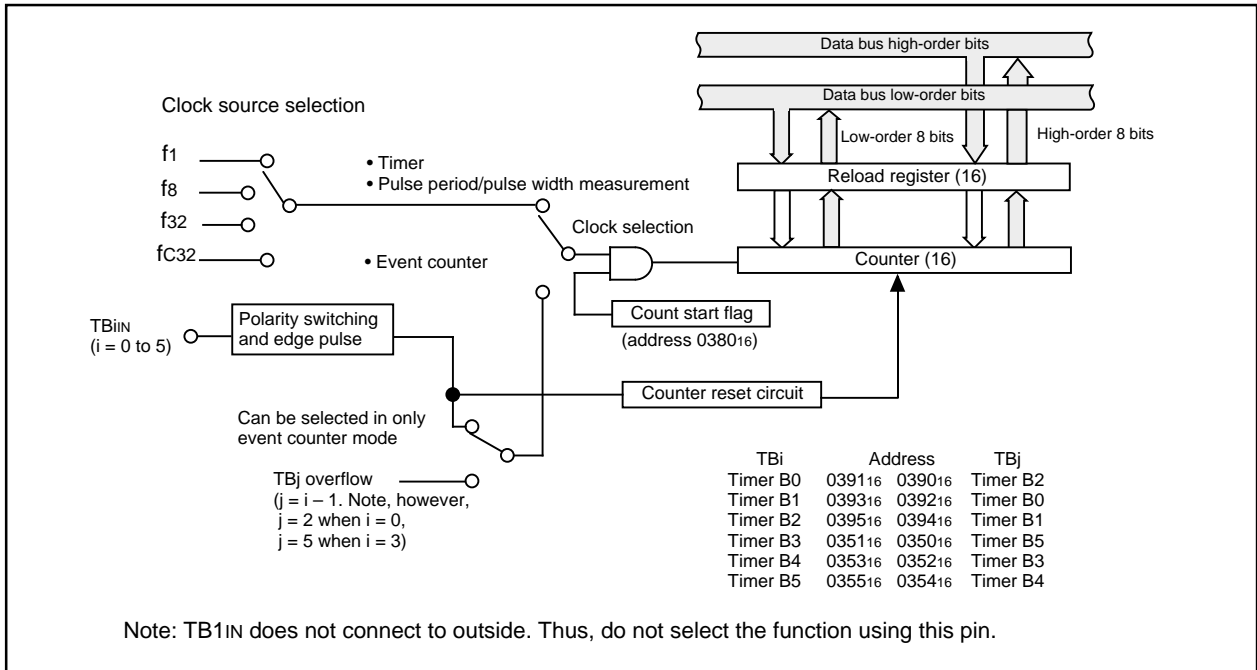 Data bus high-order bits
Data bus low-order bits
Clock source selection
Low-order 8 bits
High-order 8 bits
f1
• Timer
f8
• Pulse period/pulse width measurement
Reload register (16)
f32
Clock selection
fC32
• Event counter
Counter (16)
TBiIN
(i = 0 to 5)
Polarity switching
and edge pulse
Count start flag
(address 038016)
Counter reset circuit
Can be selected in only
event counter mode
TBj overflow
(j = i – 1. Note, however,
j = 2 when i = 0,
j = 5 when i = 3)
TBi Address TBj
Timer B0 039116 039016 Timer B2
Timer B1 039316 039216 Timer B0
Timer B2 039516 039416 Timer B1
Timer B3 035116 035016 Timer B5
Timer B4 035316 035216 Timer B3
Timer B5 035516 035416 Timer B4
Note: TB1IN does not connect to outside. Thus, do not select the function using this pin.